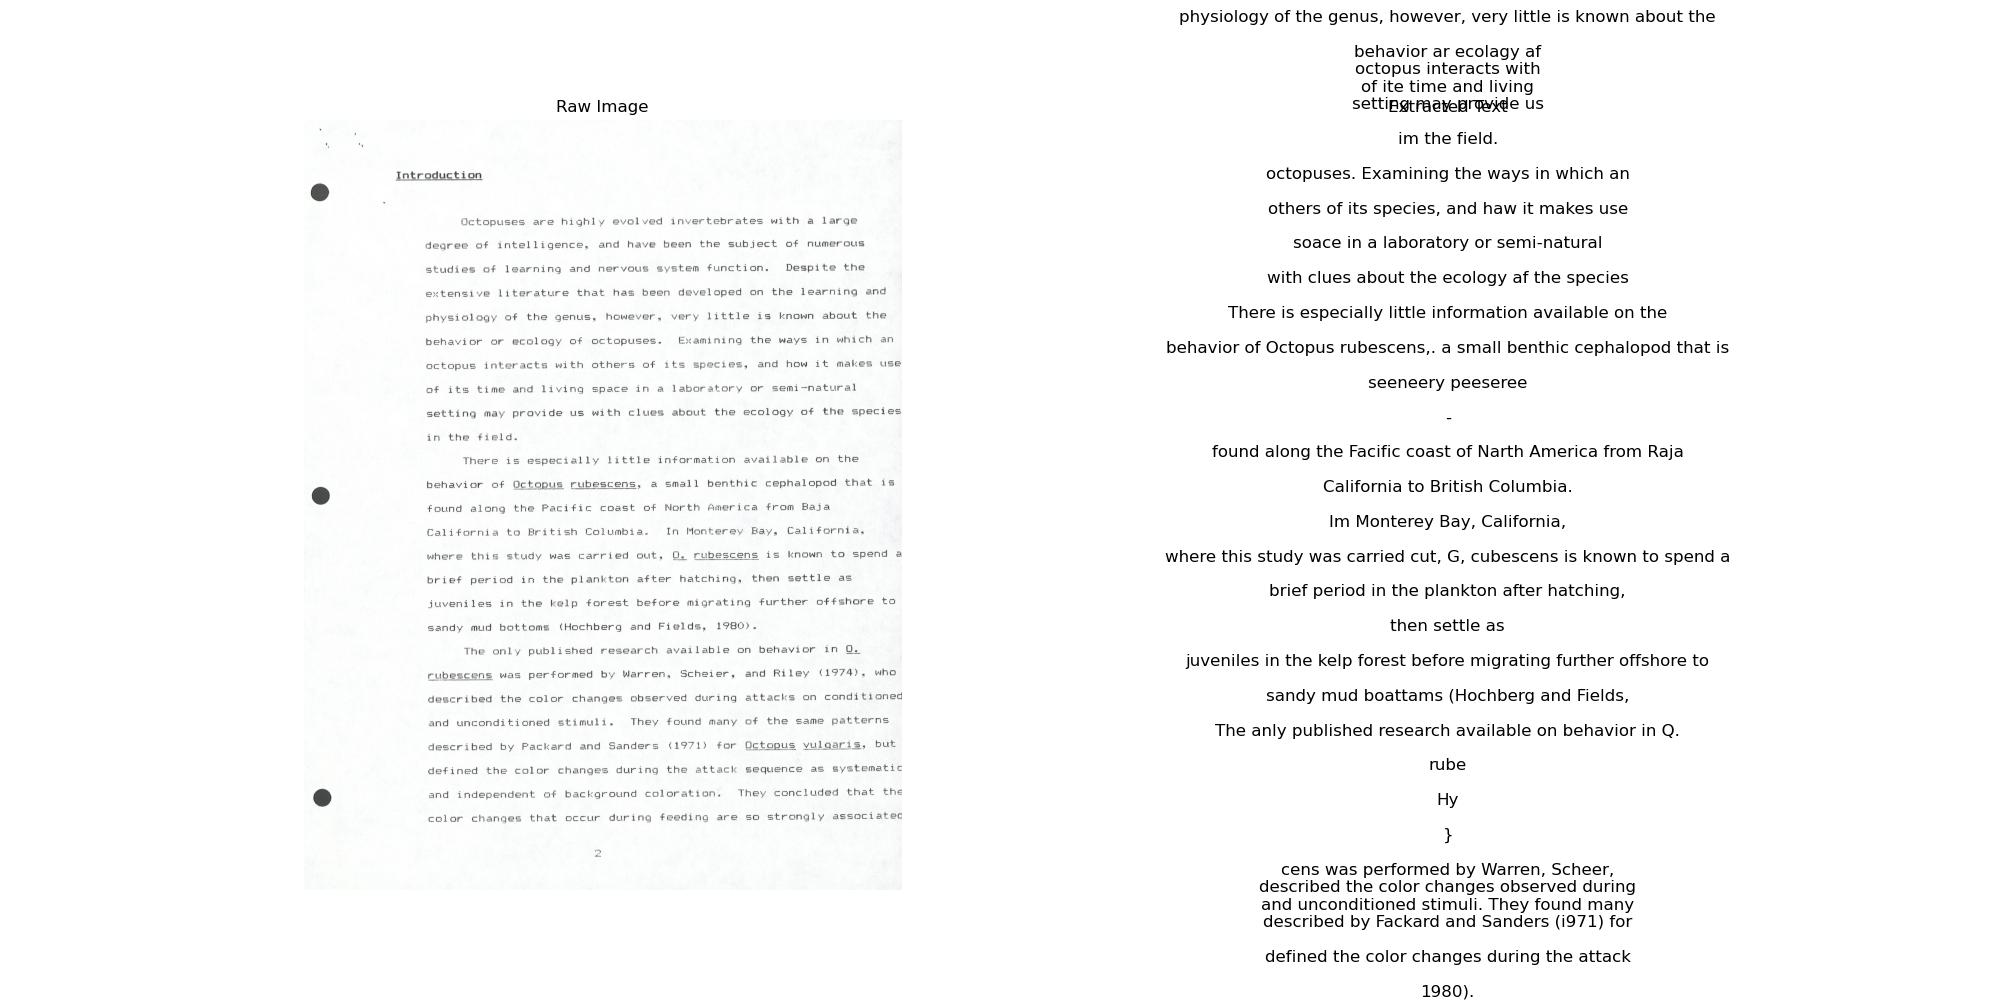 Raw Image
Introduction
Octopuses are highly evolved invertebrates with a large
degree of intelligence, and have been the subject of numerous
studies of learning and nervous system function. Despite the
extensive literature that has been developed on the learning and
physiology of the genus, however, very little is known about the
behavior or ecology of octopuses. Examining the ways in which an
octopus interacts with others of its species, and how it makes use
of its time and living space in a laboratory or semi-natural
setting may provide us with clues about the ecology of the species
in the field.
There is especially little information available on the
behavior of Octopus rubescens, a small benthic cephalopod that is
found along the Pacific coast of North America from Baja
California to British Columbia. In Monterey Bay, California,
where this study was carried out, O. rubescens is known to spend a
brief period in the plankton after hatching, then settle as
juveniles in the kelp forest before migrating further offshore to
sandy mud bottoms (Hochberg and Fields, 1980).
The only published research available on behavior in O.
rubescens was performed by Warren, Scheier, and Riley (1974), who
described the color changes observed during attacks on conditioned
and unconditioned stimuli. They found many of the same patterns
described by Packard and Sanders (1971) for Octopus vulgaris, but
defined the color changes during the attack sequence as systematic
and independent of background coloration. They concluded that the
color changes that occur during feeding are so strongly associated
2
physiology of the genus, however, very little is known about the
behavior ar ecolagy af
octopus interacts with
of ite time and living
setting may provide us
Extracted Text
im the field.
octopuses. Examining the ways in which an
others of its species, and haw it makes use
soace in a laboratory or semi-natural
with clues about the ecology af the species
There is especially little information available on the
behavior of Octopus rubescens,. a small benthic cephalopod that is
seeneery peeseree
-
found along the Facific coast of Narth America from Raja
California to British Columbia.
Im Monterey Bay, California,
where this study was carried cut, G, cubescens is known to spend a
brief period in the plankton after hatching,
then settle as
juveniles in the kelp forest before migrating further offshore to
sandy mud boattams (Hochberg and Fields,
The anly published research available on behavior in Q.
rube
Hy
}
cens was performed by Warren, Scheer,
described the color changes observed during
and unconditioned stimuli. They found many
described by Fackard and Sanders (i971) for
defined the color changes during the attack
1980).